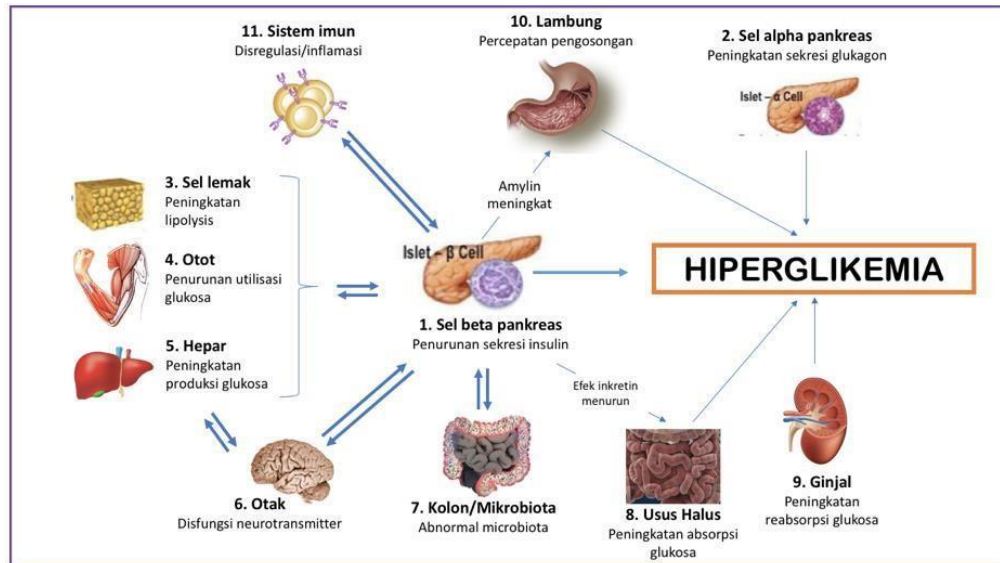 11. Sistem imun
Disregulasi/inflamasi
10. Lambung
Percepatan pengosongan
2. Sel alpha pankreas
Peningkatan sekresi glukagon
Islet – α Cell
3. Sel lemak
Peningkatan
lipolysis
4. Otot
Penurunan utilisasi
glukosa
5. Hepar
Peningkatan
produksi glukosa
Amylin
meningkat
Islet – β Cell
1. Sel beta pankreas
Penurunan sekresi insulin
HIPERGLIKEMIA
Efek inkretin
menurun
6. Otak
Disfungsi neurotransmitter
7. Kolon/Mikrobiota
Abnormal microbiota
8. Usus Halus
Peningkatan absorpsi
glukosa
9. Ginjal
Peningkatan
reabsorpsi glukosa